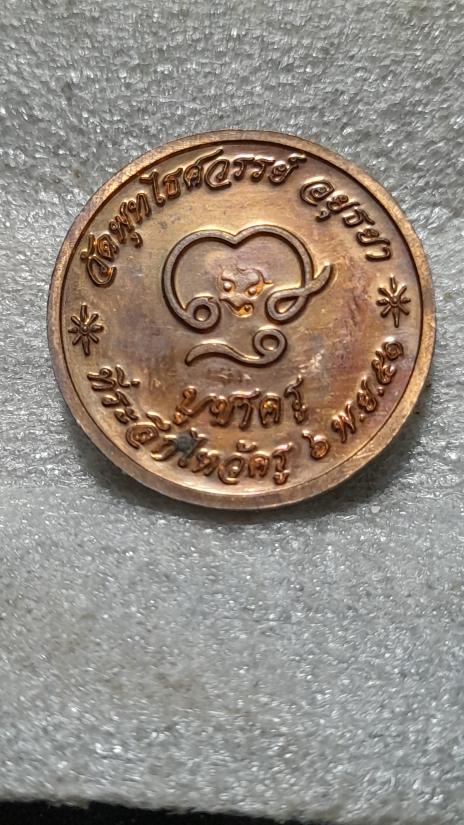 วัดพุทไธศวรรย์ อยุธยา
บูชาครู
ที่ระลึกไหว้ครู ๖ พ.ย. ๕๑